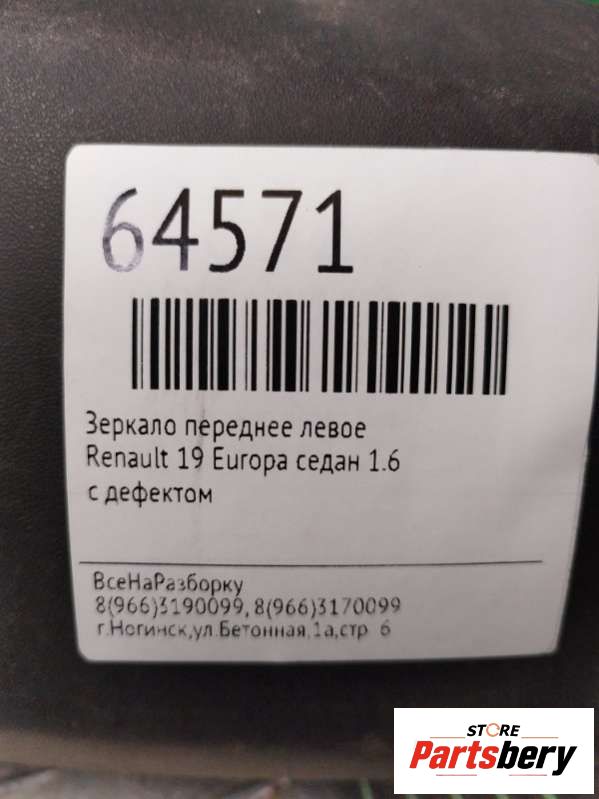 64571
Зеркало переднее левое
Renault 19 Europa седан 1.6
с дефектом
ВсеНаРазборку
8(966)3190099, 8(966)3170099
г.Ногинск,ул.Бетонная,1а,стр 6
STORE
Partsbery